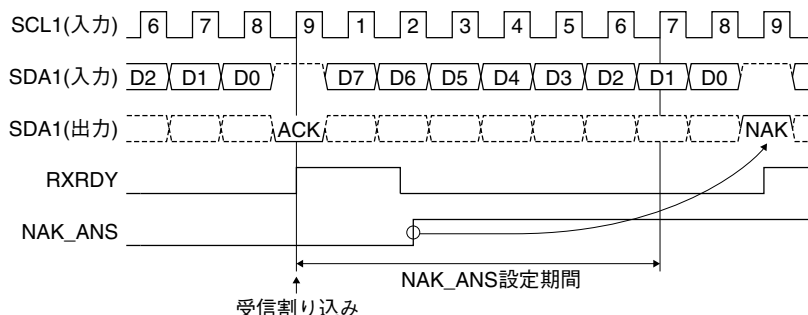 SCL1(入力) 6 7 8 9 1 2 3 4 5 6 7 8 9
SDA1(入力) D2 D1 D0 D7 D6 D5 D4 D3 D2 D1 D0
SDA1(出力) ACK NAK
RXRDY
NAK_ANS
NAK_ANS設定期間
受信割り込み